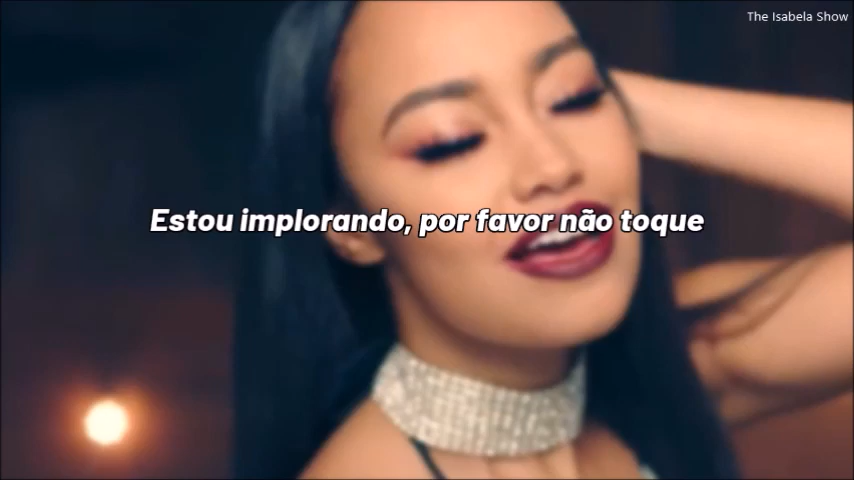 The Isabela Show
Estou implorando, por favor não toque